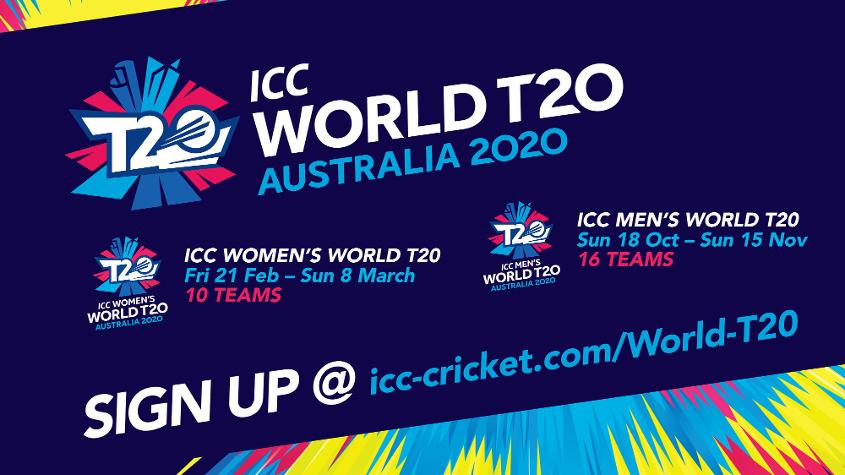 T20
ICC
WORLD T20
AUSTRALIA 2020
T20
ICC WOMEN'S
WORLD T20
AUSTRALIA 2020
ICC WOMEN'S WORLD T20
Fri 21 Feb – Sun 8 March
10 TEAMS
T20
ICC MEN'S
WORLD T20
AUSTRALIA 2020
ICC MEN'S WORLD T20
Sun 18 Oct – Sun 15 Nov
16 TEAMS
SIGN UP @ icc-cricket.com/World-T20